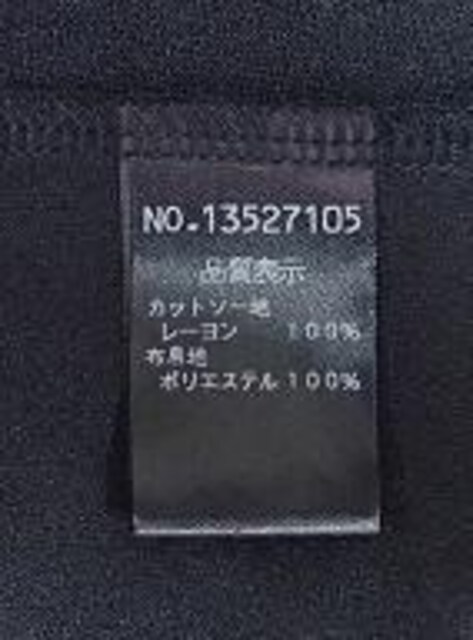 NO.13527105
品質表示
カットソー地
レーヨン 100%
布帛地
ポリエステル 100%